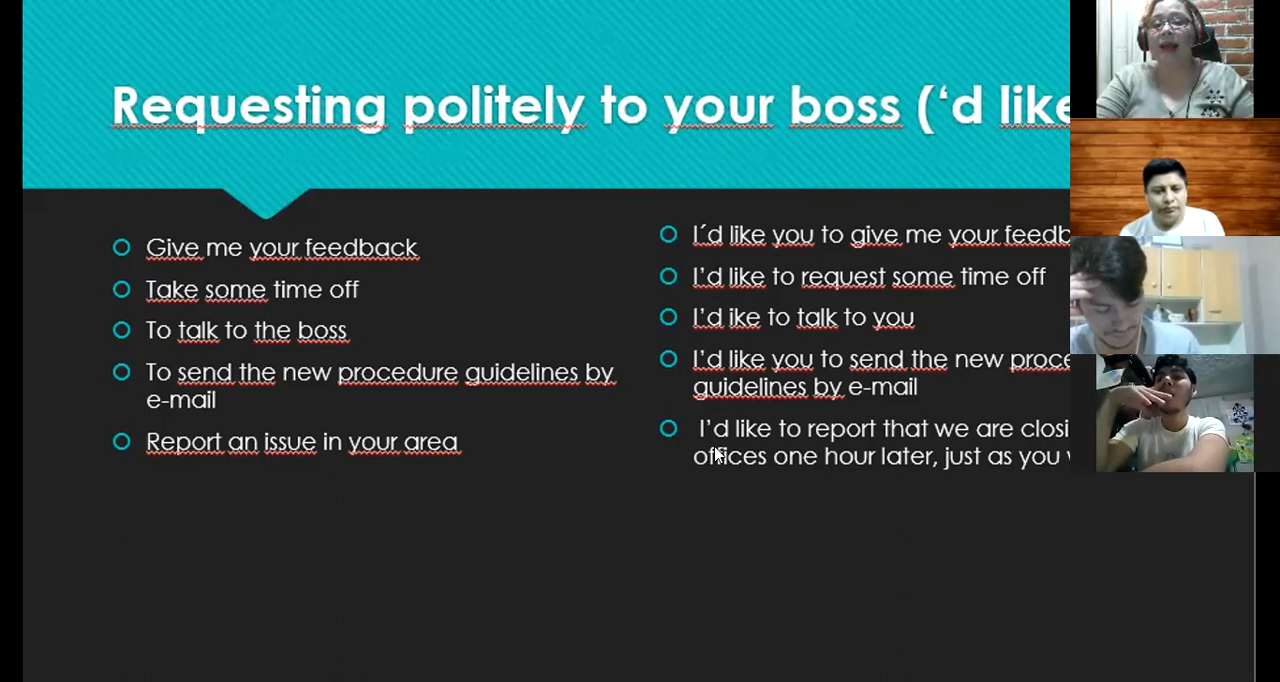 Requesting politely to your boss (‘d like
Give me your feedback
Take some time off
To talk to the boss
To send the new procedure guidelines by
e-mail
Report an issue in your area
I´d like you to give me your
I’d like to request some time off
I’d ike to talk to you
I’d like you to send the new
guidelines by e-mail
I’d like to report that we are
offices one hour later, just as you